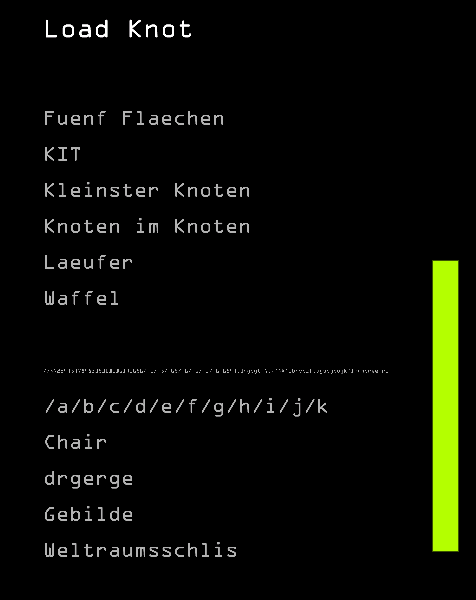 Load Knot
Fuenf Flaechen
KIT
Kleinster Knoten
Knoten im Knoten
Laeufer
Waffel
/a/b/c/d/e/f/g/h/i/j/k
Chair
drgerge
Gebilde
Weltraumsschlis